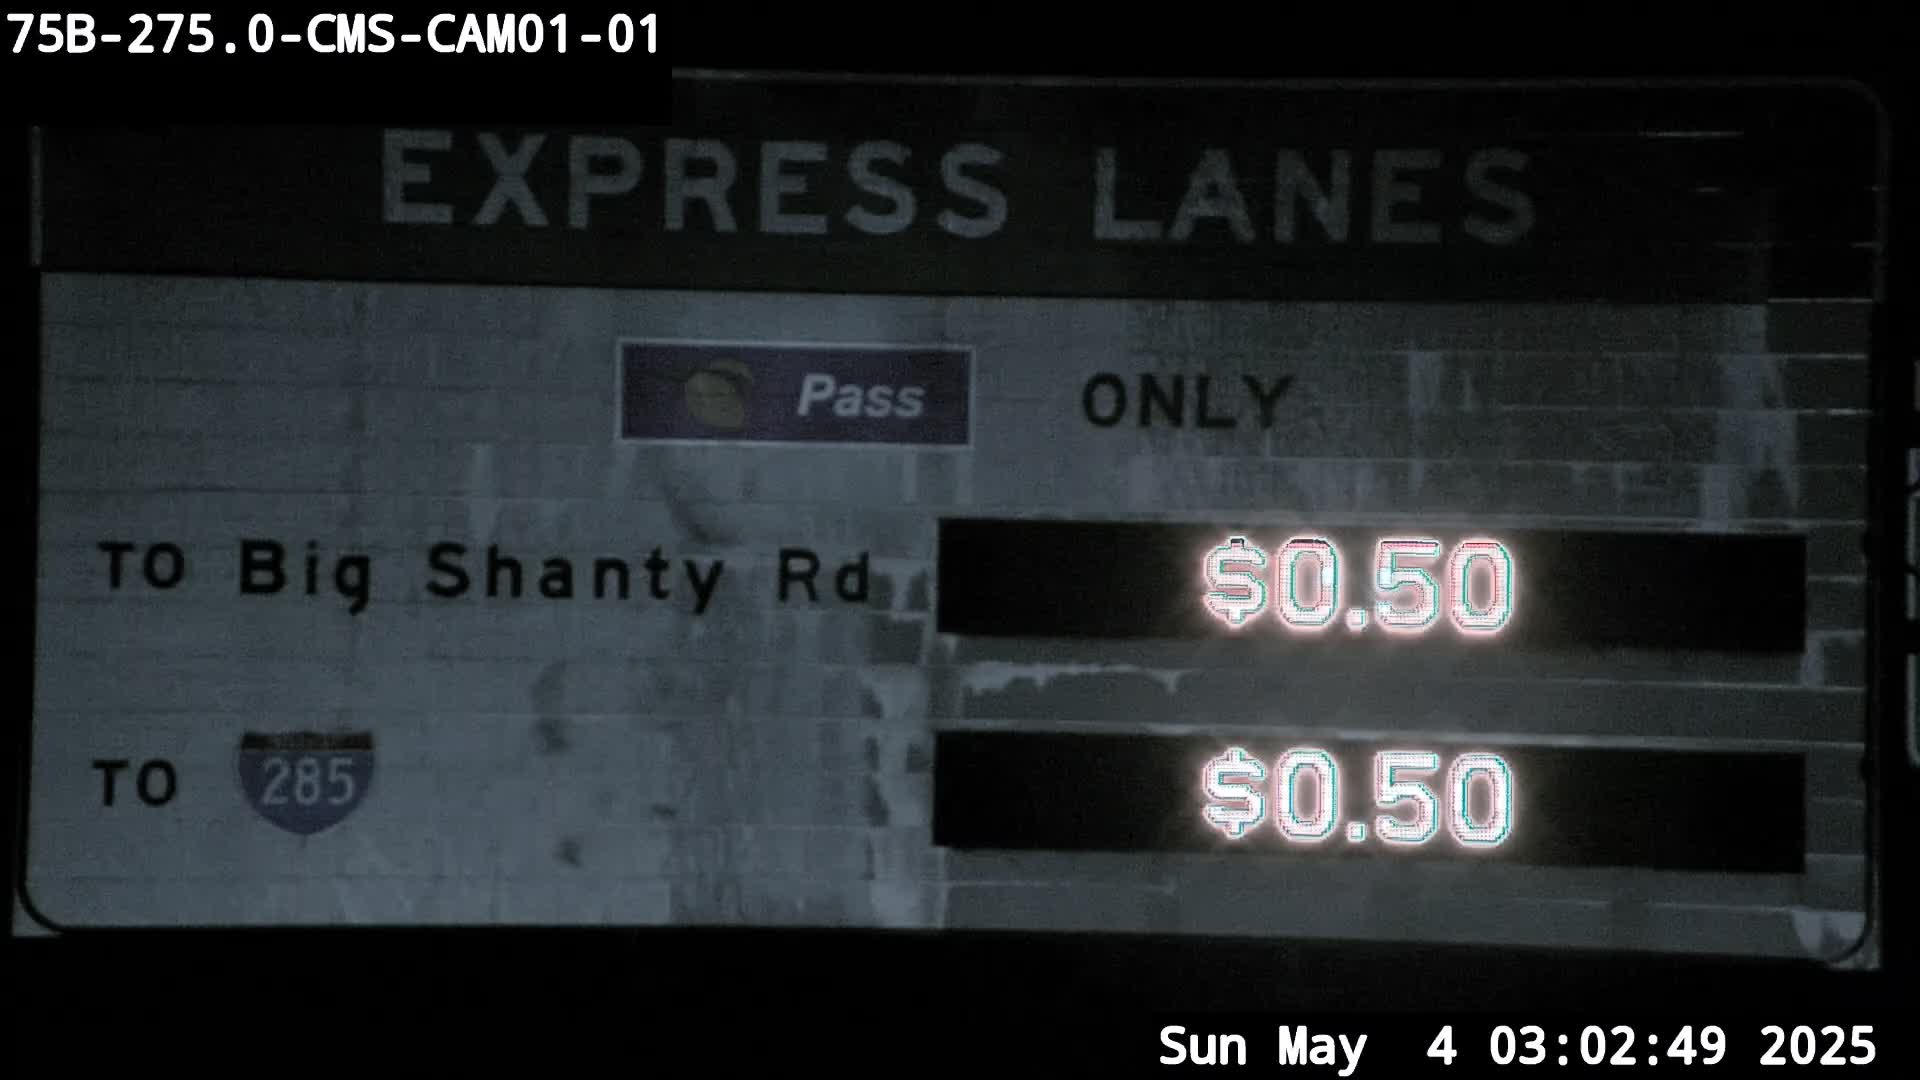 75B-275.0-CMS-CAM01-01
EXPRESS LANES
Pass ONLY
TO Big Shanty Rd $0.50
TO 285 $0.50
Sun May 4 03:02:49 2025